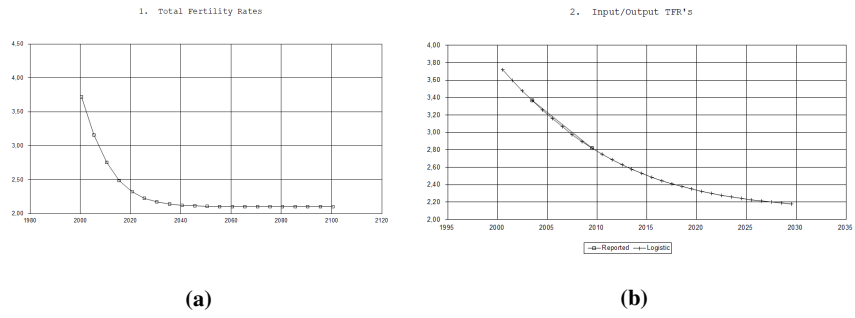 1. Total Fertility Rates
4,50
4,00
3,50
3,00
2,50
2,00
1980 2000 2020 2040 2060 2080 2100 2120
(a)
2. Input/Output TFR's
4,00
3,80
3,60
3,40
3,20
3,00
2,80
2,60
2,40
2,20
2,00
1995 2000 2005 2010 2015 2020 2025 2030 2035
Reported Logistic
(b)